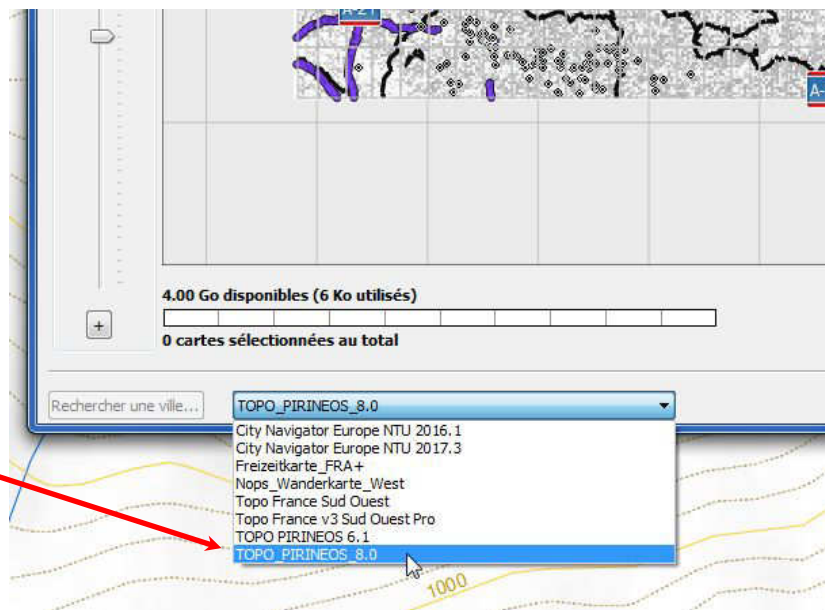 A-21
A-
4.00 Go disponibles (6 Ko utilisés)
+
0 cartes sélectionnées au total
Rechercher une ville...
TOPO_PIRINEOS_8.0
City Navigator Europe NTU 2016.1
City Navigator Europe NTU 2017.3
Freizeitkarte_FRA+
Nops_Wanderkarte_West
Topo France Sud Ouest
Topo France v3 Sud Ouest Pro
TOPO PIRINEOS 6.1
TOPO_PIRINEOS_8.0
1000